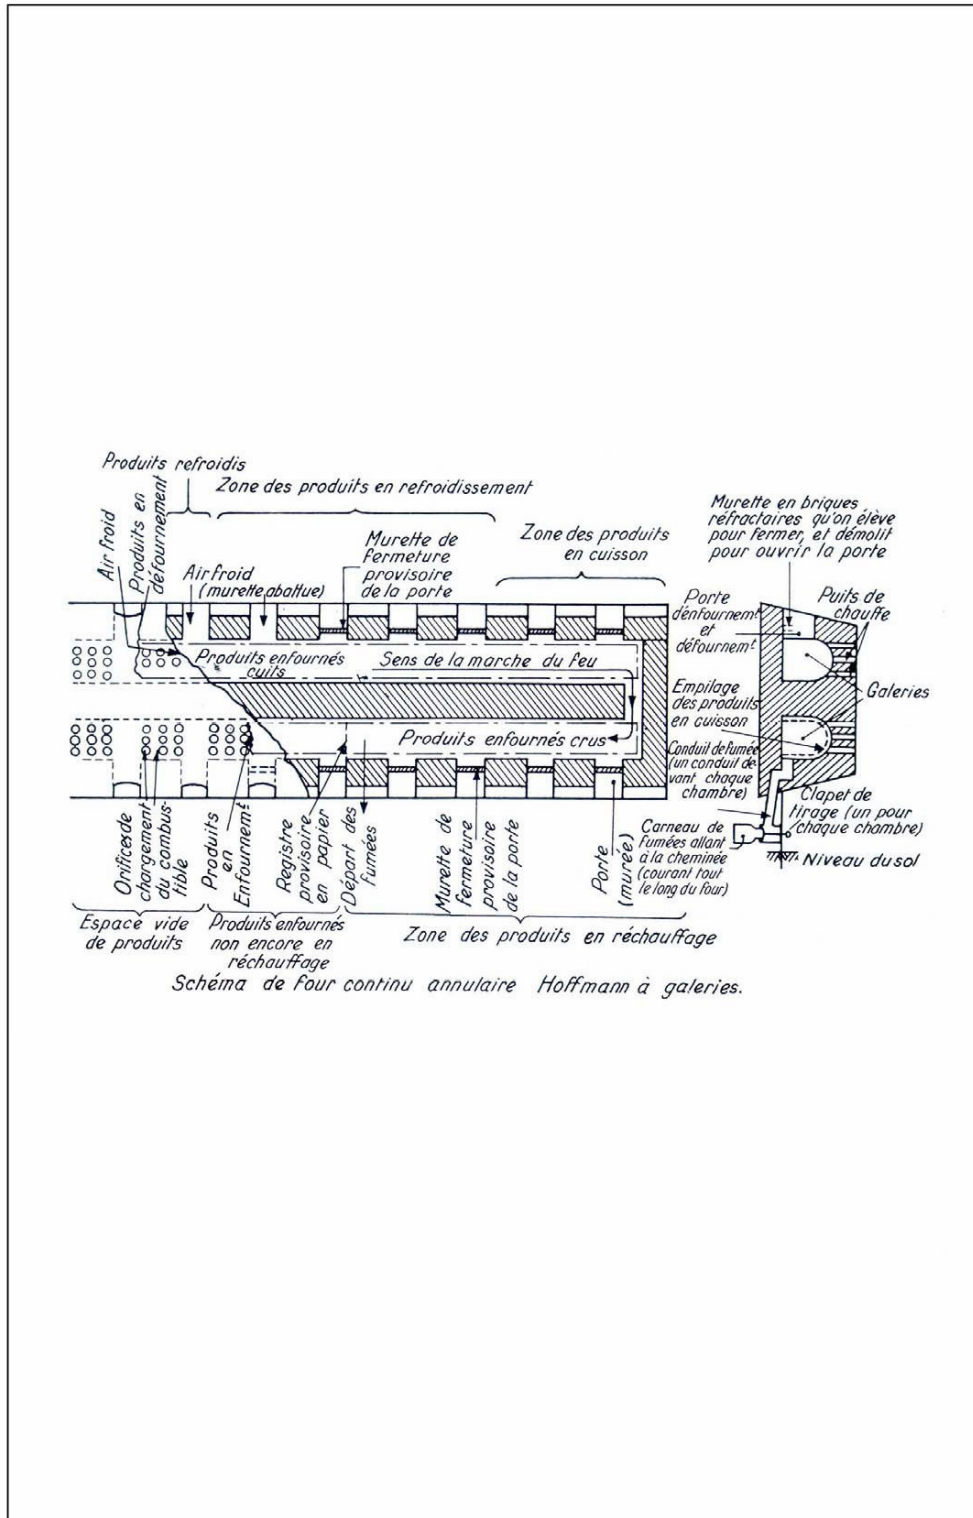 Produits refroidis
Zone des produits en refroidissement
Air froid
Produits en
défournement
Air froid
(murette abattue)
Murette de
fermeture
provisoire
de la porte
Zone des produits
en cuisson
Murette en briques
réfractaires qu'on élève
pour fermer, et démolit
pour ouvrir la porte
Porte
d'enfournemt
et
défournemt
Puits de
chauffe
Produits enfournés
cuits
Sens de la marche du feu
Galeries
Empilage
des produits
en cuisson
Produits enfournés crus
Conduit de fumée
(un conduit de-
vant chaque
chambre)
Clapet de
tirage (un pour
chaque chambre)
Carneau de
fumées allant
à la cheminée
(courant tout
le long du four)
Niveau du sol
Orifices de
chargement
du combus-
tible
Produits
en
Enfournemt
Registre
provisoire
en papier
Départ des
fumées
Murette de
fermeture
provisoire
de la porte
Porte
(murée)
Espace vide
de produits
Produits enfournés
non encore en
réchauffage
Zone des produits en réchauffage
Schéma de four continu annulaire Hoffmann à galeries.